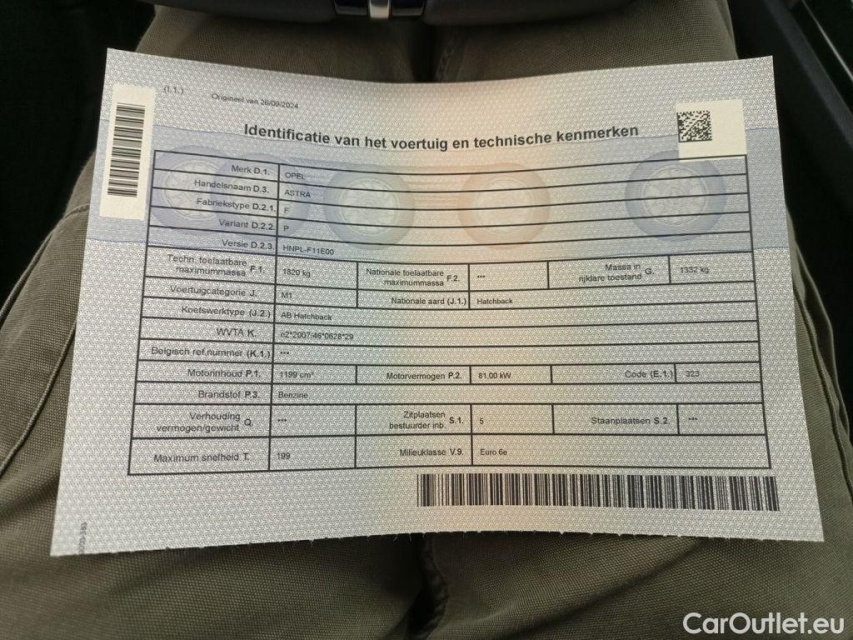 (I.1.)
Origineel van 26/09/2024
Identificatie van het voertuig en technische kenmerken
Merk D.1. OPEL
Handelsnaam D.3. ASTRA
Fabriekstype D.2.1. F
Variant D.2.2. P
Versie D.2.3. HNPL-F11E00
Techn. toelaatbare maximummassa F.1. 1820 kg Nationale toelaatbare maximummassa F.2. --- Massa in rijklare toestand G. 1332 kg
Voertuigcategorie J. M1 Nationale aard (J.1.) Hatchback
Koetswerktype (J.2.) AB Hatchback
WVTA K. e2*2007/46*0628*29
Belgisch ref.nummer (K.1.) ---
Motorinhoud P.1. 1199 cm³ Motorvermogen P.2. 81.00 kW Code (E.1.) 323
Brandstof P.3. Benzine
Verhouding vermogen/gewicht Q. --- Zitplaatsen bestuurder inb. S.1. 5 Staanplaatsen S.2. ---
Maximum snelheid T. 199 Milieuklasse V.9. Euro 6e
CarOutlet.eu